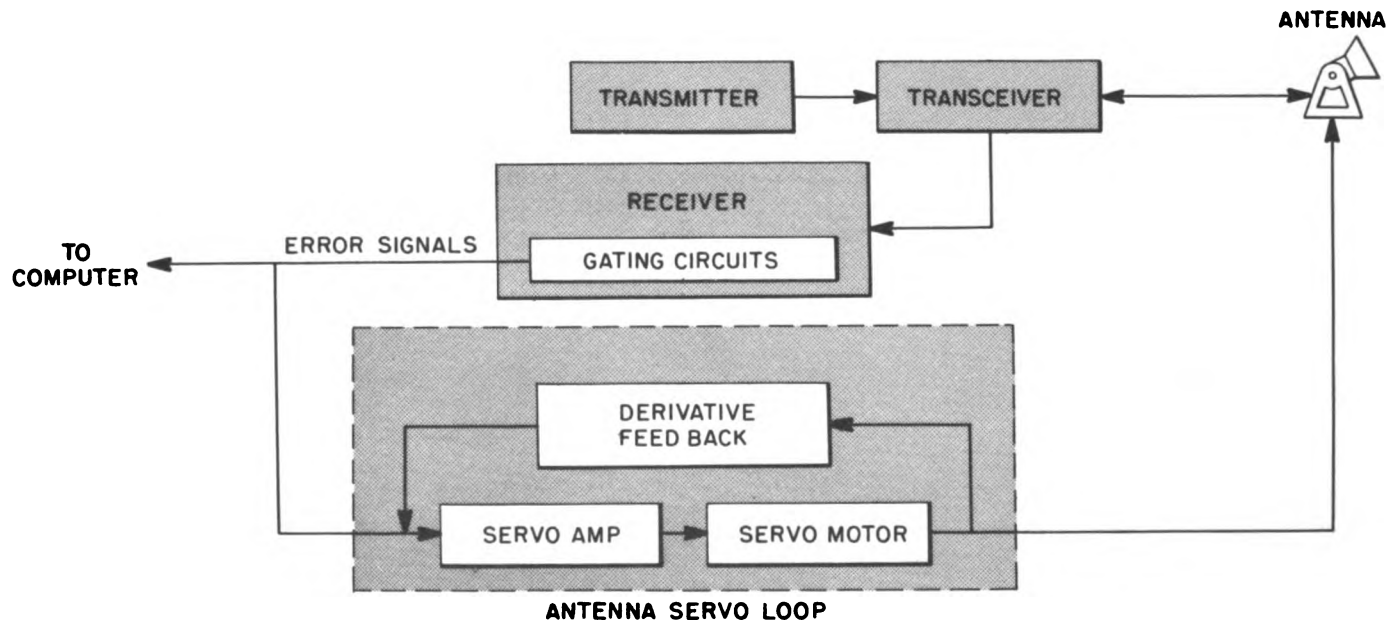 ANTENNA
TRANSMITTER
TRANSCEIVER
RECEIVER
ERROR SIGNALS
GATING CIRCUITS
TO
COMPUTER
DERIVATIVE
FEED BACK
SERVO AMP
SERVO MOTOR
ANTENNA SERVO LOOP